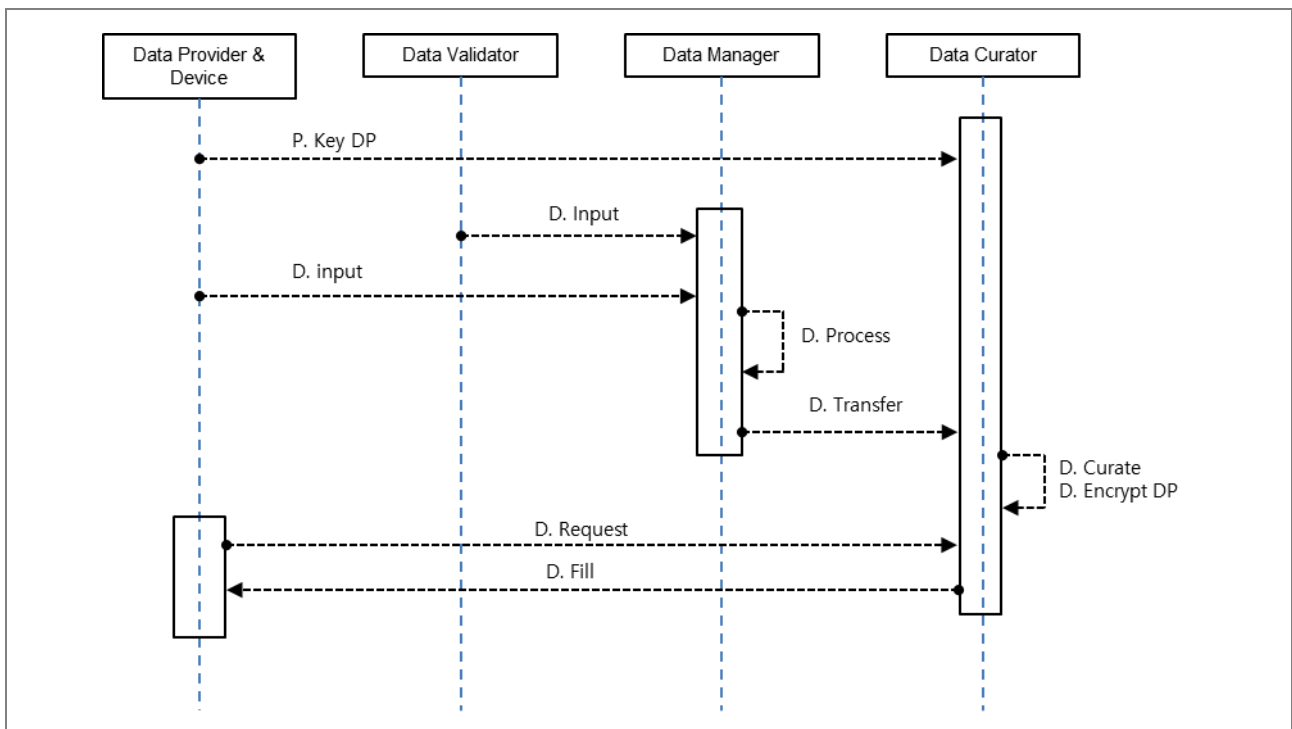 Data Provider &
Device
Data Validator
Data Manager
Data Curator
P. Key DP
D. Input
D. input
D. Process
D. Transfer
D. Curate
D. Encrypt DP
D. Request
D. Fill